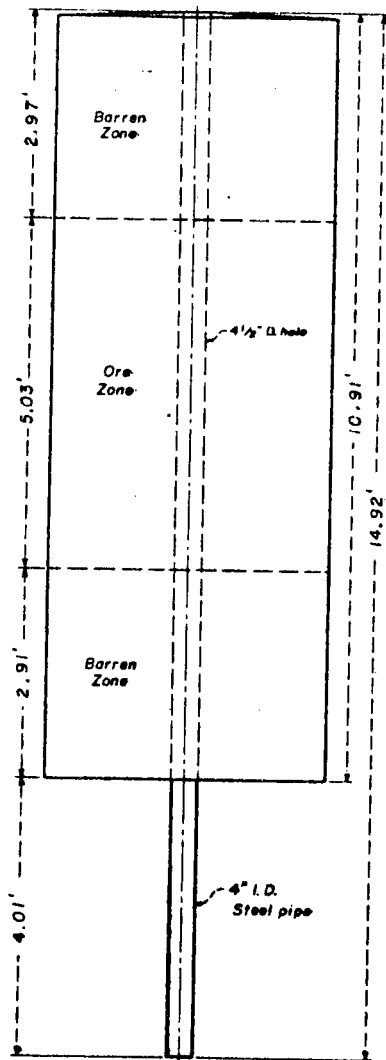 2.97'
Barren
Zone
4 1/2" D. hole
5.03'
Ore
Zone
10.91'
14.92'
2.91'
Barren
Zone
4.01'
4" I.D.
Steel pipe